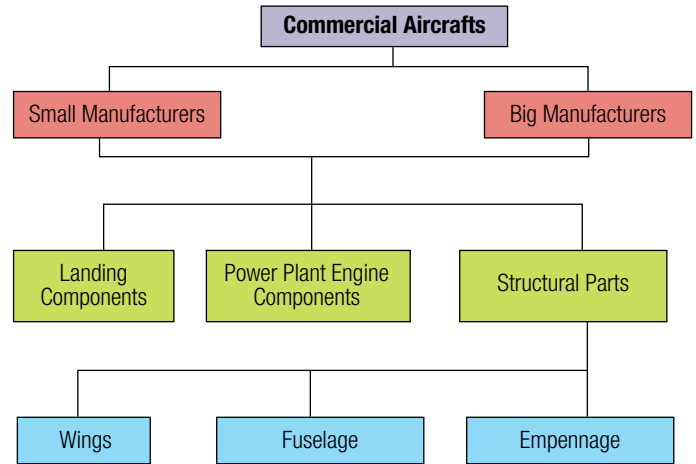 Commercial Aircrafts
Small Manufacturers
Big Manufacturers
Landing
Components
Power Plant Engine
Components
Structural Parts
Wings
Fuselage
Empennage